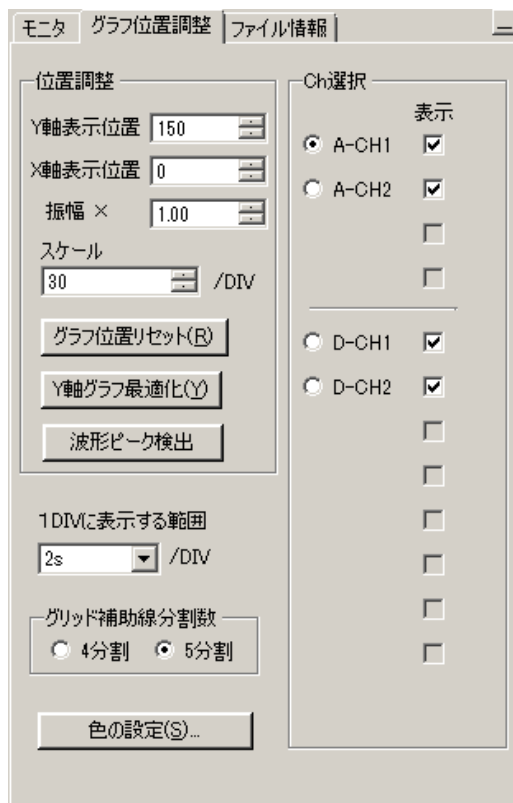 モニタ グラフ位置調整 ファイル情報
位置調整
Y軸表示位置 150
X軸表示位置 0
振幅 × 1.00
スケール
30 /DIV
グラフ位置リセット(R)
Y軸グラフ最適化(Y)
波形ピーク検出
1DIVに表示する範囲
2s /DIV
グリッド補助線分割数
4分割 5分割
色の設定(S)...
Ch選択
表示
A-CH1
A-CH2
D-CH1
D-CH2